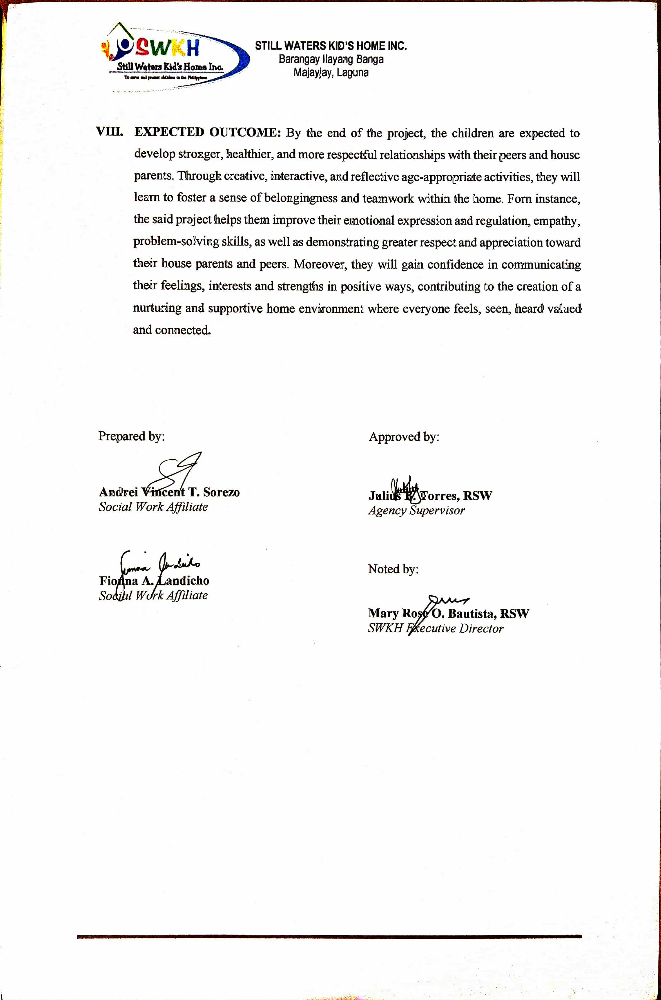 SWKH
Still Waters Kid's Home Inc.
To serve and protect children in the Philippines
STILL WATERS KID'S HOME INC.
Barangay Ilayang Banga
Majayjay, Laguna
VIII. EXPECTED OUTCOME: By the end of the project, the children are expected to
develop stronger, healthier, and more respectful relationships with their peers and house
parents. Through creative, interactive, and reflective age-appropriate activities, they will
learn to foster a sense of belongingness and teamwork within the home. Forn instance,
the said project helps them improve their emotional expression and regulation, empathy,
problem-solving skills, as well as demonstrating greater respect and appreciation toward
their house parents and peers. Moreover, they will gain confidence in communicating
their feelings, interests and strengths in positive ways, contributing to the creation of a
nurturing and supportive home environment where everyone feels, seen, heard valued
and connected.
Prepared by:
Andrei Vincent T. Sorezo
Social Work Affiliate
Fionna Landicho
Fionna A. Landicho
Social Work Affiliate
Approved by:
Julius B. Torres, RSW
Agency Supervisor
Noted by:
Mary Rose O. Bautista, RSW
SWKH Executive Director